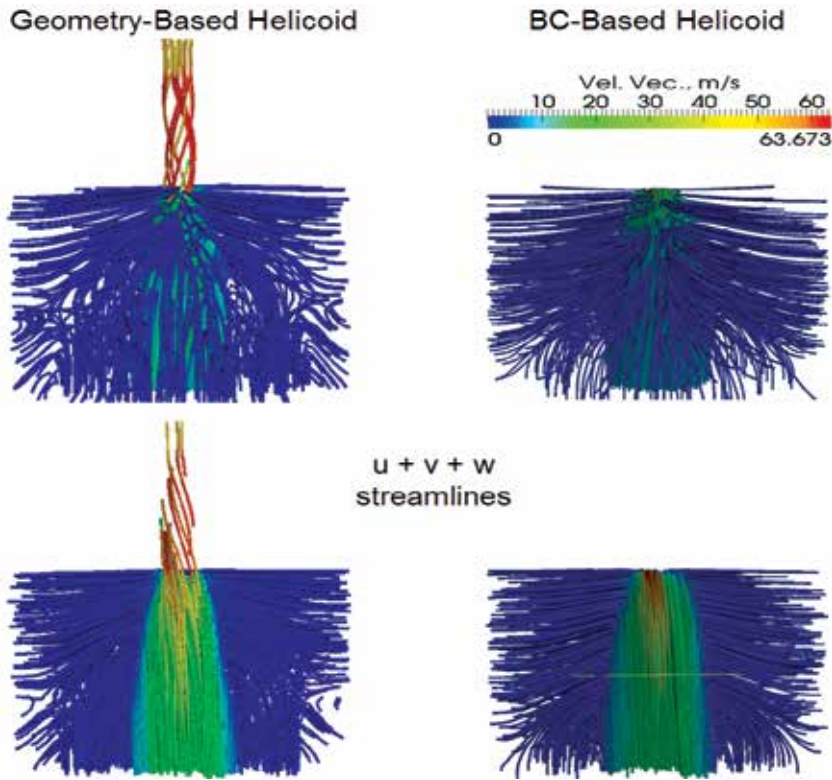 Geometry-Based Helicoid
BC-Based Helicoid
Vel. Vec., m/s
10 20 30 40 50 60
0 63.673
u + v + w
streamlines